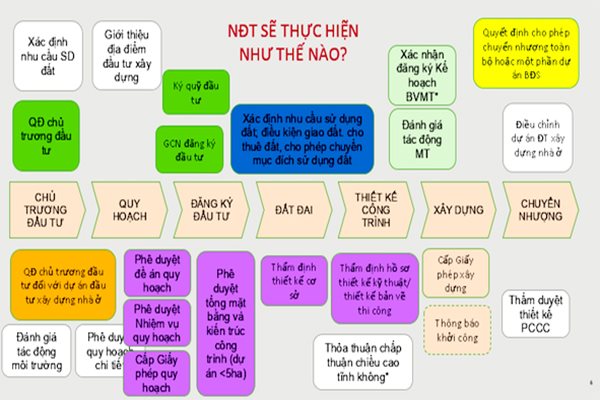 NĐT SẼ THỰC HIỆN
NHƯ THẾ NÀO?
Xác định
nhu cầu SD
đất
Giới thiệu
địa điểm
đầu tư xây
dựng
QĐ chủ
trương đầu
tư
Ký quỹ đầu
tư
GCN đăng ký
đầu tư
Xác định nhu cầu sử dụng
đất; điều kiện giao đất. cho
thuê đất, cho phép chuyển
mục đích sử dụng đất
Xác nhận
đăng ký Kế
hoạch
BVMT*
Đánh giá
tác động
MT
Quyết định cho phép
chuyển nhượng toàn
bộ hoặc một phần dự
án BĐS
Điều chỉnh
dự án ĐT xây
dựng nhà ở
CHỦ
TRƯƠNG
ĐẦU TƯ
QUY
HOẠCH
ĐĂNG KÝ
ĐẦU TƯ
ĐẤT ĐAI
THIẾT KẾ
CÔNG
TRÌNH
XÂY DỰNG
CHUYỂN
NHƯỢNG
QĐ chủ trương đầu
tư đối với dự án đầu
tư xây dựng nhà ở
Đánh giá
tác động
môi trường
Phê duyệt
quy hoạch
chi tiết
Phê duyệt
đề án quy
hoạch
Phê duyệt
Nhiệm vụ
quy hoạch
Cấp Giấy
phép quy
hoạch
Phê
duyệt
tổng mặt
bằng và
kiến trúc
công
trình (dự
án <5ha)
Thẩm định
thiết kế cơ
sở
Thẩm định hồ sơ
thiết kế kỹ thuật/
thiết kế bản vẽ
thi công
Thỏa thuận chấp
thuận chiều cao
tĩnh không*
Cấp Giấy
phép xây
dựng
Thông báo
khởi công
Thẩm duyệt
thiết kế
PCCC